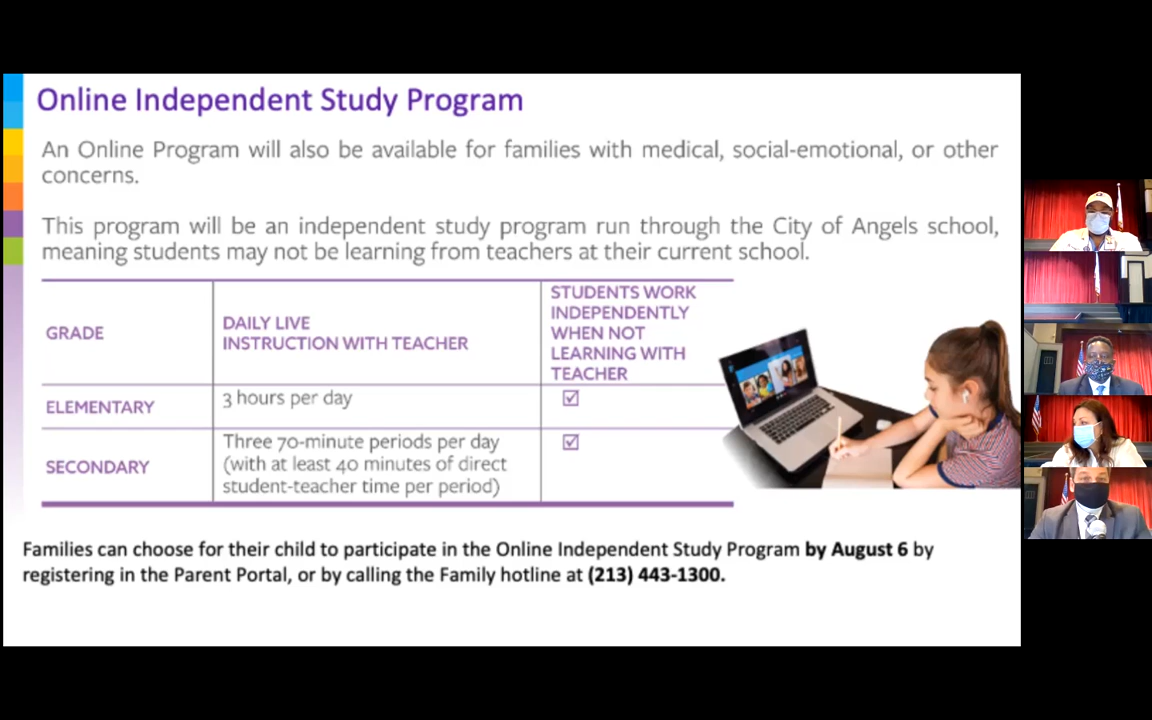 Online Independent Study Program
An Online Program will also be available for families with medical, social-emotional, or other
concerns.
This program will be an independent study program run through the City of Angels school,
meaning students may not be learning from teachers at their current school.
GRADE
DAILY LIVE
INSTRUCTION WITH TEACHER
STUDENTS WORK
INDEPENDENTLY
WHEN NOT
LEARNING WITH
TEACHER
ELEMENTARY
3 hours per day
☑
SECONDARY
Three 70-minute periods per day
(with at least 40 minutes of direct
student-teacher time per period)
☑
Families can choose for their child to participate in the Online Independent Study Program by August 6 by
registering in the Parent Portal, or by calling the Family hotline at (213) 443-1300.